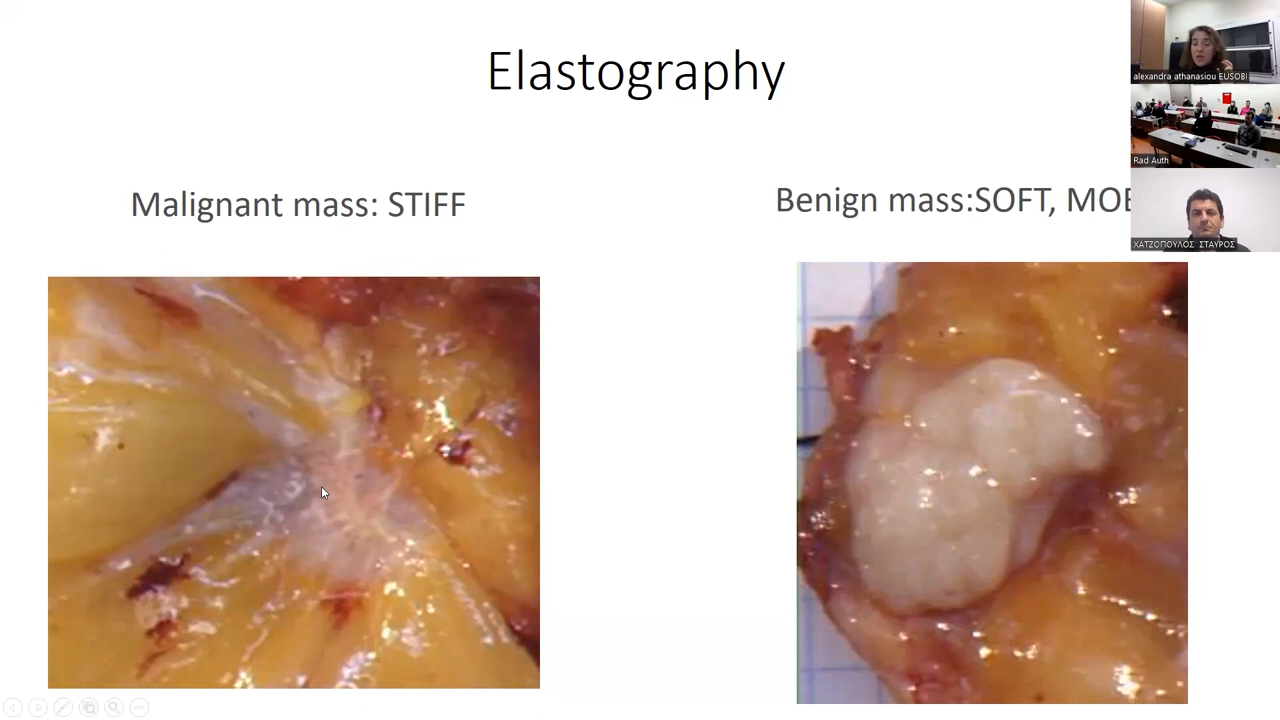 Elastography
Malignant mass: STIFF
Benign mass:SOFT, MOB
alexandra athanasiou EUSOBI
Rad Auth
ΧΑΤΖΟΠΟΥΛΟΣ ΣΤΑΥΡΟΣ